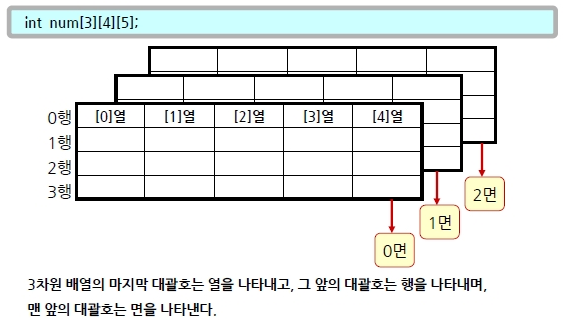 int num[3][4][5];
0행 [0]열 [1]열 [2]열 [3]열 [4]열
1행
2행
3행
2면
1면
0면
3차원 배열의 마지막 대괄호는 열을 나타내고, 그 앞의 대괄호는 행을 나타내며,
맨 앞의 대괄호는 면을 나타낸다.